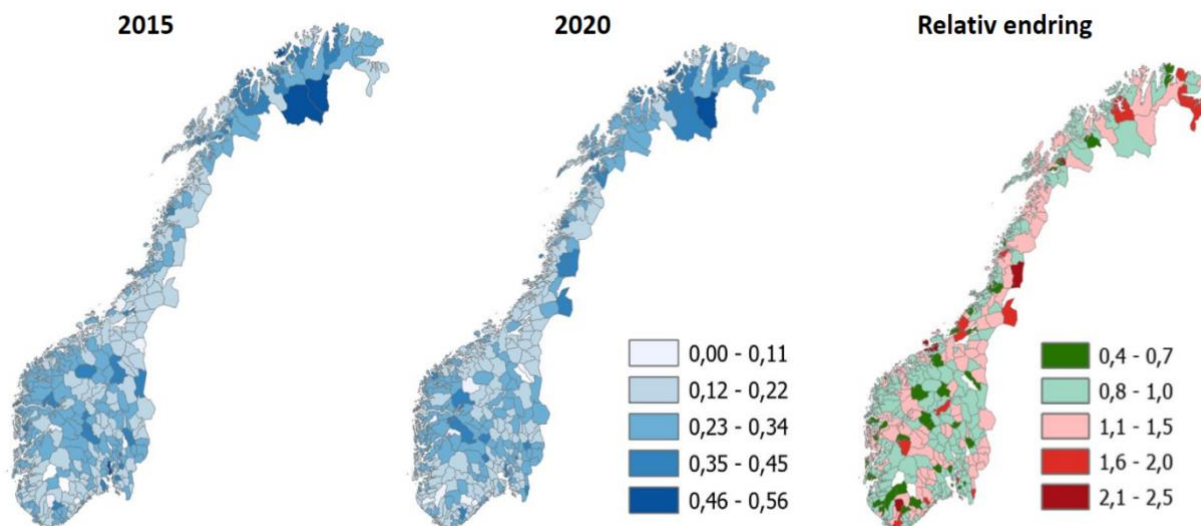 2015
2020
Relativ endring
0,00 - 0,11
0,12 - 0,22
0,23 - 0,34
0,35 - 0,45
0,46 - 0,56
0,4 - 0,7
0,8 - 1,0
1,1 - 1,5
1,6 - 2,0
2,1 - 2,5